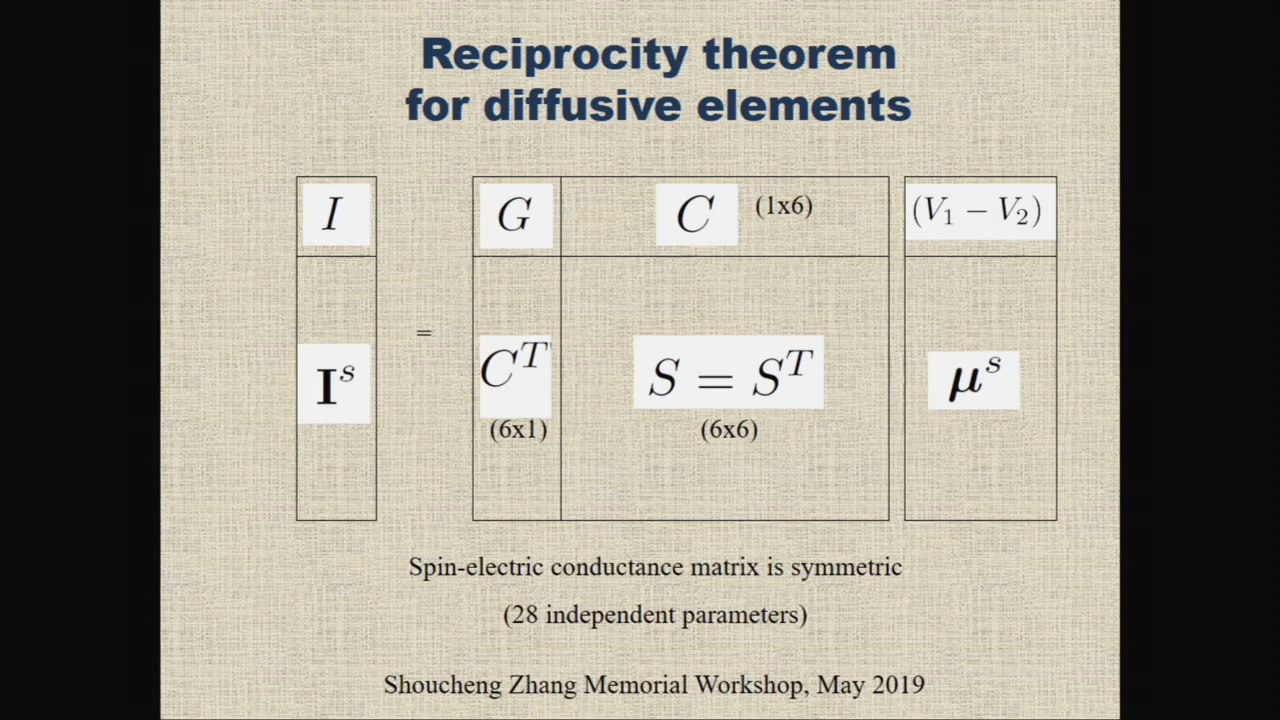 Reciprocity theorem
for diffusive elements
I
G
C (1x6)
(V₁ − V₂)
=
Iˢ
Cᵀ
(6x1)
S = Sᵀ
(6x6)
μˢ
Spin-electric conductance matrix is symmetric
(28 independent parameters)
Shoucheng Zhang Memorial Workshop, May 2019